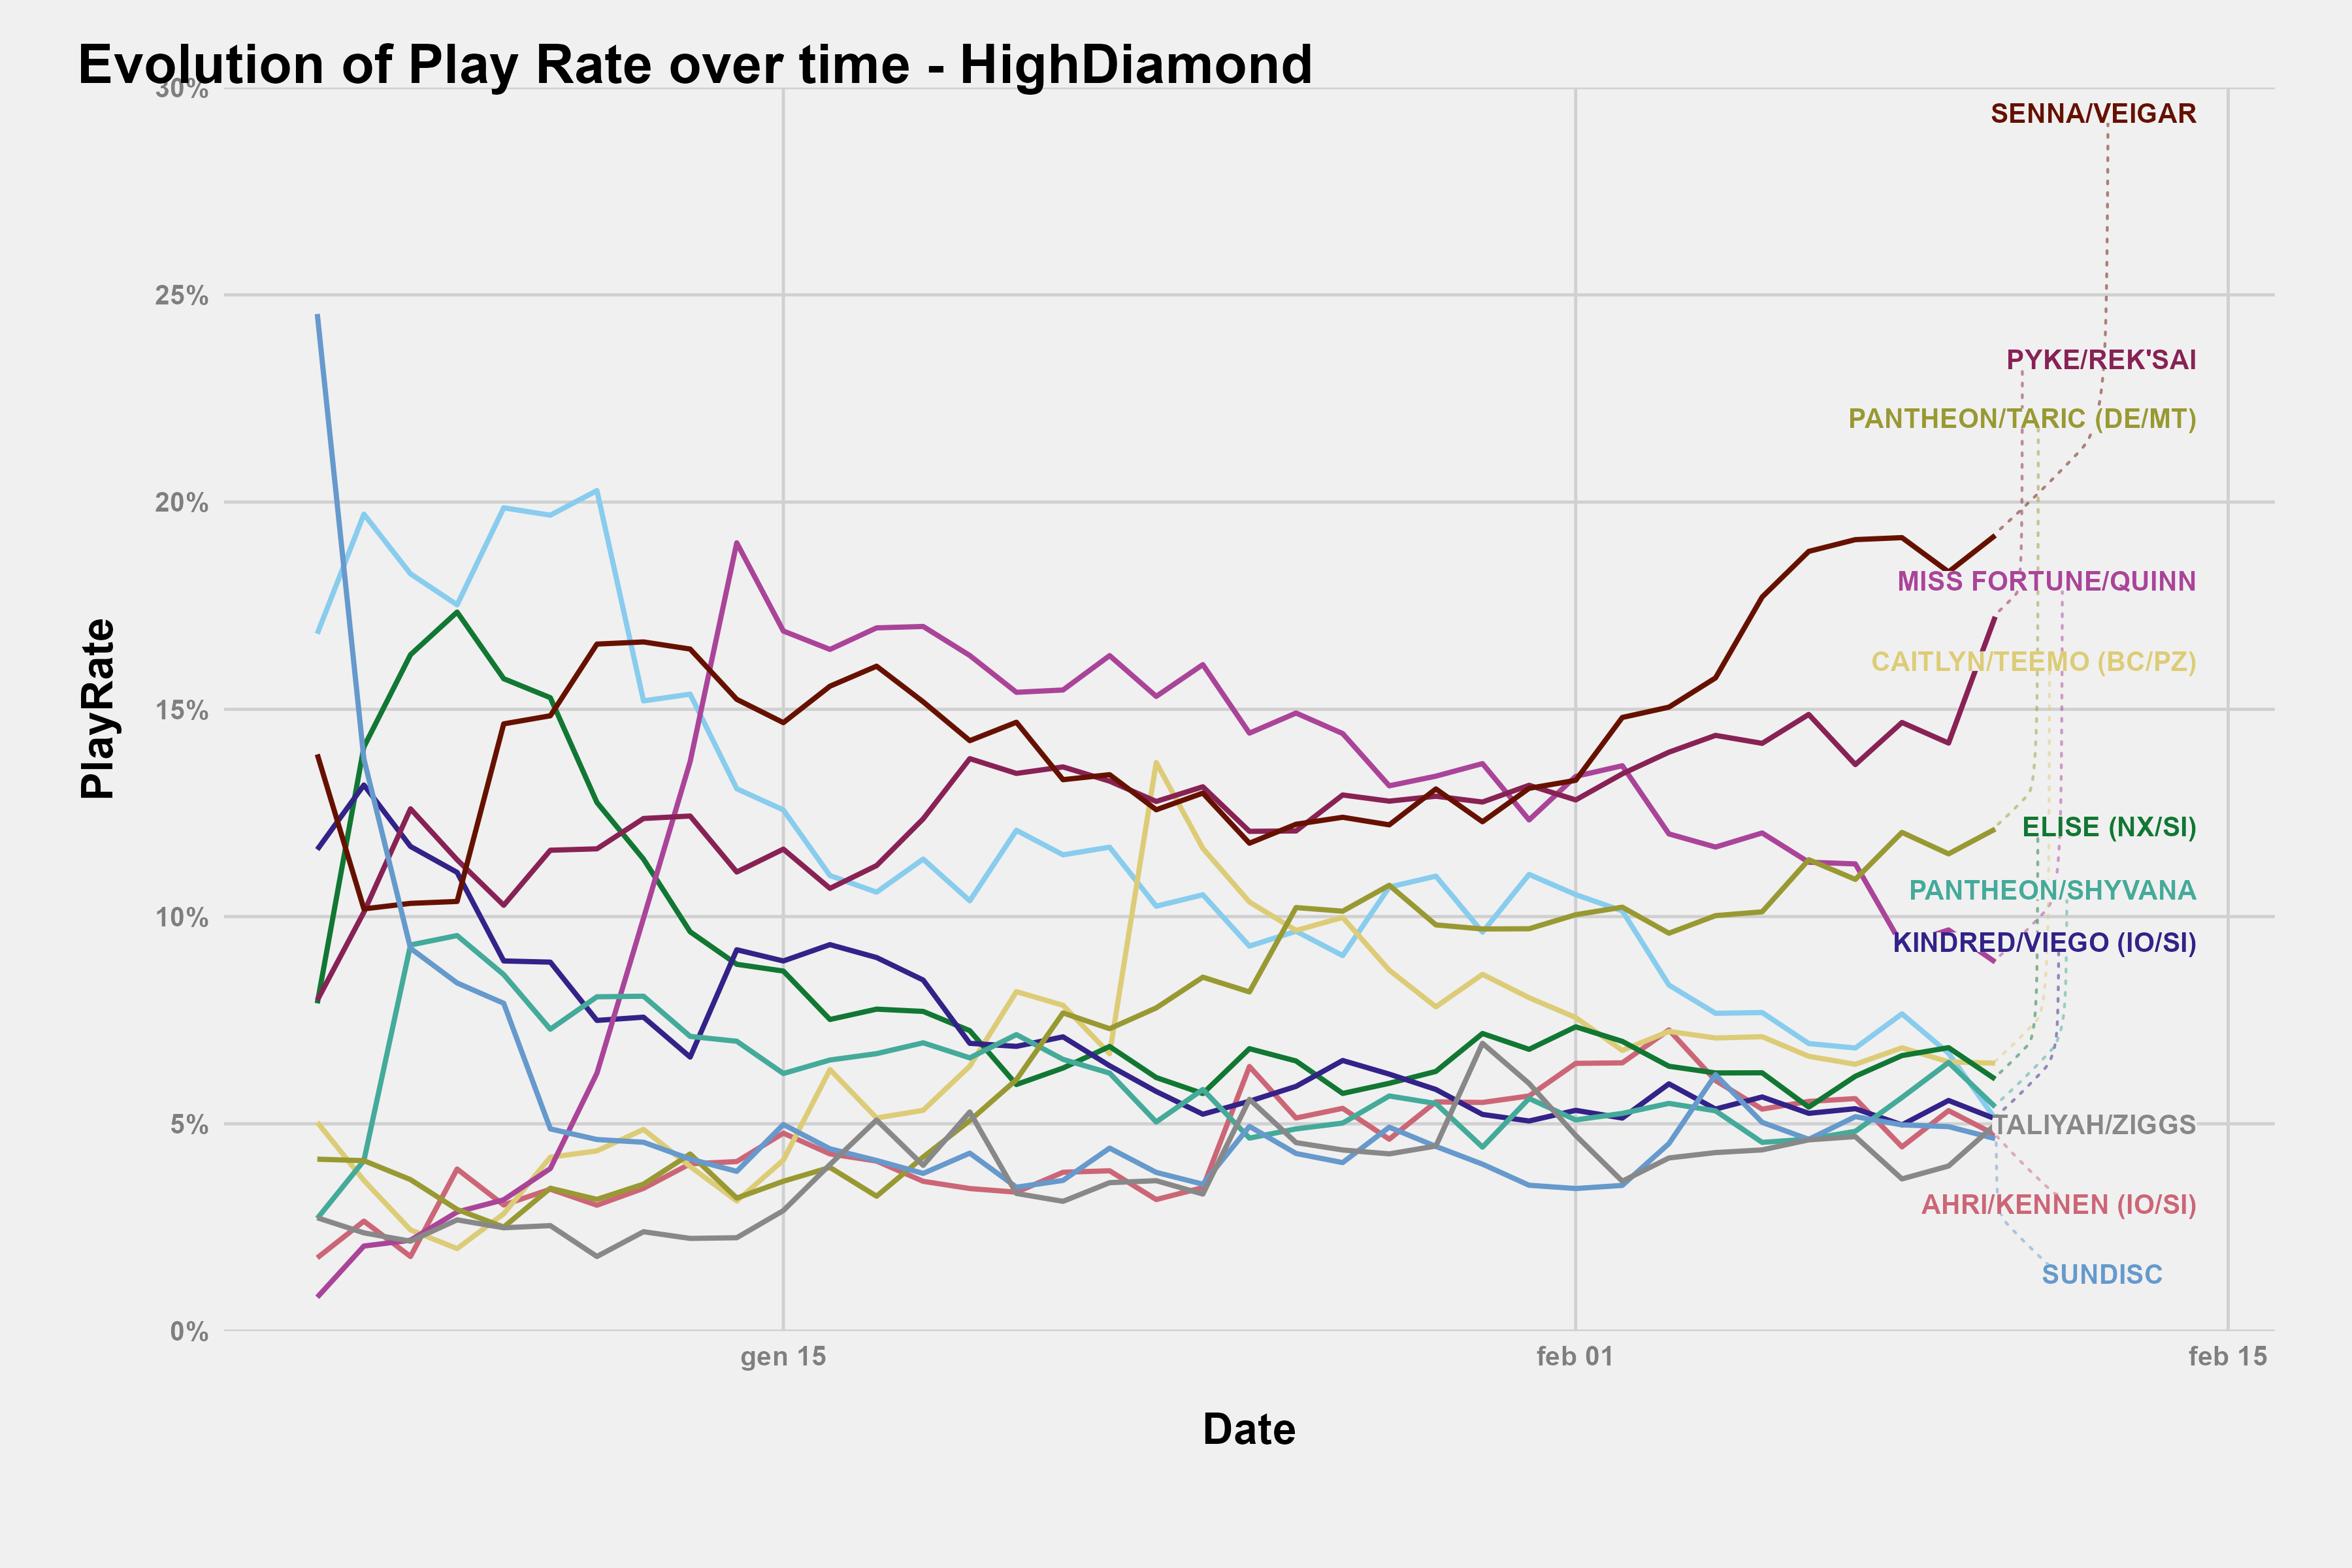 Evolution of Play Rate over time - HighDiamond
30%
SENNA/VEIGAR
25%
PYKE/REK'SAI
PANTHEON/TARIC (DE/MT)
20%
MISS FORTUNE/QUINN
CAITLYN/TEEMO (BC/PZ)
15%
PlayRate
ELISE (NX/SI)
PANTHEON/SHYVANA
10%
KINDRED/VIEGO (IO/SI)
5%
TALIYAH/ZIGGS
AHRI/KENNEN (IO/SI)
SUNDISC
0%
gen 15
feb 01
feb 15
Date